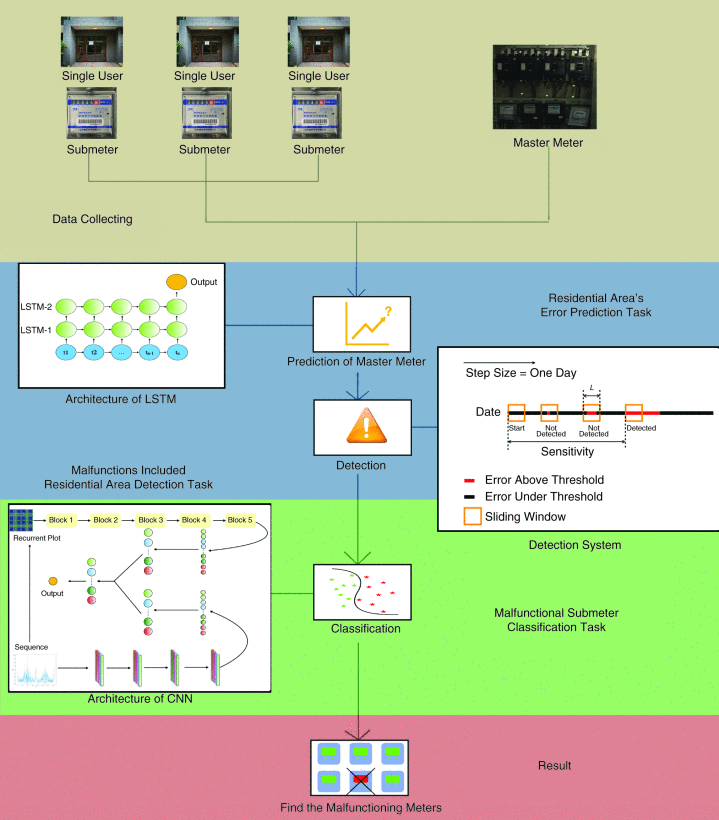 Single User
Single User
Single User
Submeter
Submeter
Submeter
Master Meter
Data Collecting
Output
LSTM-2
LSTM-1
t1 t2 ... tn-1 tn
Architecture of LSTM
?
Prediction of Master Meter
Residential Area's
Error Prediction Task
Step Size = One Day
L
Date
Start
Not
Detected
Not
Detected
Detected
Sensitivity
Error Above Threshold
Error Under Threshold
Sliding Window
Detection System
Detection
Malfunctions Included
Residential Area Detection Task
Block 1 Block 2 Block 3 Block 4 Block 5
Recurrent Plot
Output
Sequence
Architecture of CNN
Classification
Malfunctional Submeter
Classification Task
Result
Find the Malfunctioning Meters